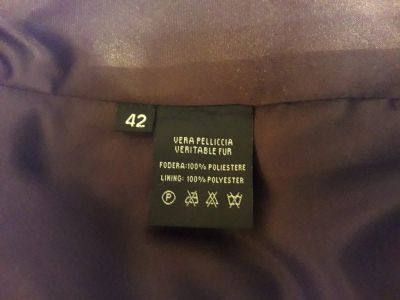 42
VERA PELLICCIA
VERITABLE FUR
FODERA:100% POLIESTERE
LINING: 100% POLYESTER
P